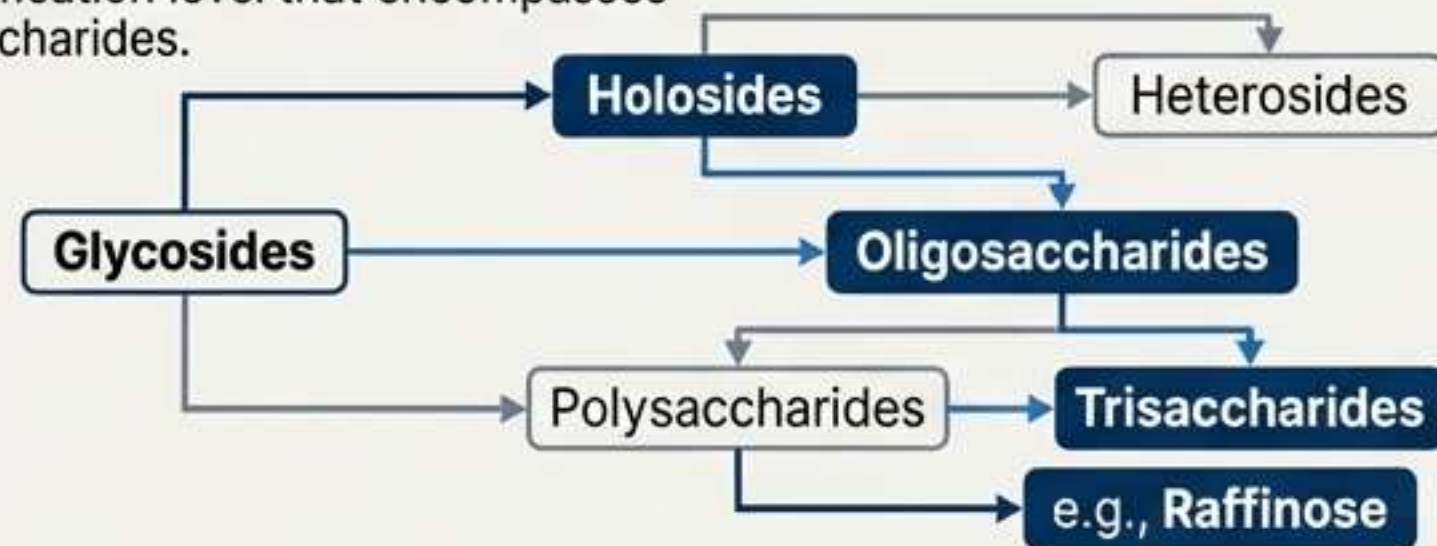 charides.
Holosides
Heterosides
Glycosides
Oligosaccharides
Polysaccharides
Trisaccharides
e.g., Raffinose